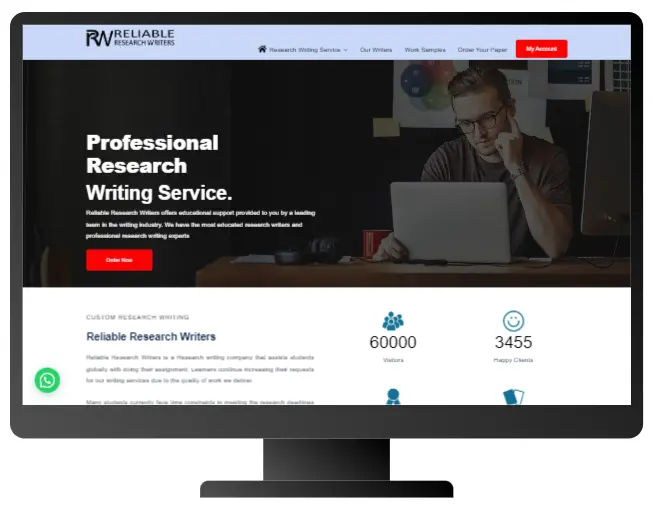 RW RELIABLE
RESEARCH WRITERS
Research Writing Service Our Writers Work Samples Order Your Paper My Account
Professional
Research
Writing Service.
Reliable Research Writers offers educational support provided to you by a leading
team in the writing industry. We have the most educated research writers and
professional research writing experts
Order Now
CUSTOM RESEARCH WRITING
Reliable Research Writers
Reliable Research Writers is a Research writing company that assists students
globally with doing their assignment. Learners continue increasing their requests
for our writing services due to the quality of work we deliver.
Many students currently face time constraints in meeting the research deadlines
60000
Visitors
3455
Happy Clients